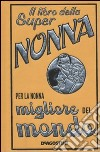 Il libro della
Super
NONNA
PER LA NONNA
migliore DEL
mondo
DeAGOSTINI